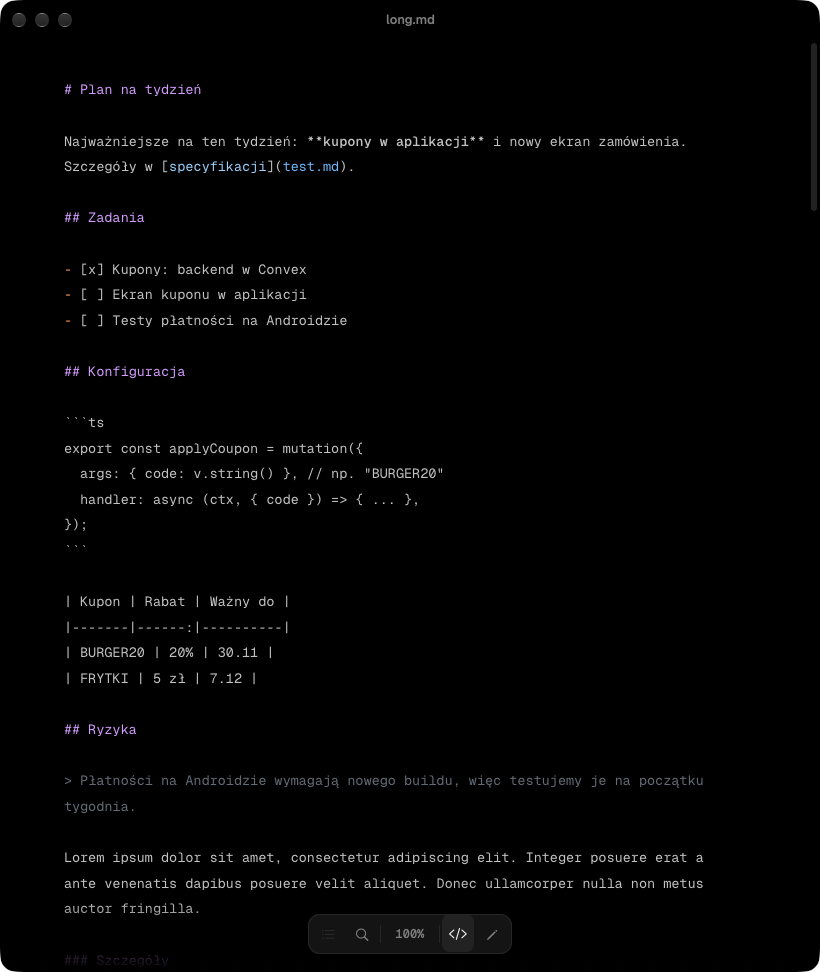 long.md
# Plan na tydzień
Najważniejsze na ten tydzień: **kupony w aplikacji** i nowy ekran zamówienia.
Szczegóły w [specyfikacji](test.md).
## Zadania
- [x] Kupony: backend w Convex
- [ ] Ekran kuponu w aplikacji
- [ ] Testy płatności na Androidzie
## Konfiguracja
```ts
export const applyCoupon = mutation({
  args: { code: v.string() }, // np. "BURGER20"
  handler: async (ctx, { code }) => { ... },
});
```
| Kupon | Rabat | Ważny do |
|-------|------:|----------|
| BURGER20 | 20% | 30.11 |
| FRYTKI | 5 zł | 7.12 |
## Ryzyka
> Płatności na Androidzie wymagają nowego buildu, więc testujemy je na początku
tygodnia.
Lorem ipsum dolor sit amet, consectetur adipiscing elit. Integer posuere erat a
ante venenatis dapibus posuere velit aliquet. Donec ullamcorper nulla non metus
auctor fringilla.
100% </>
### Szczegóły